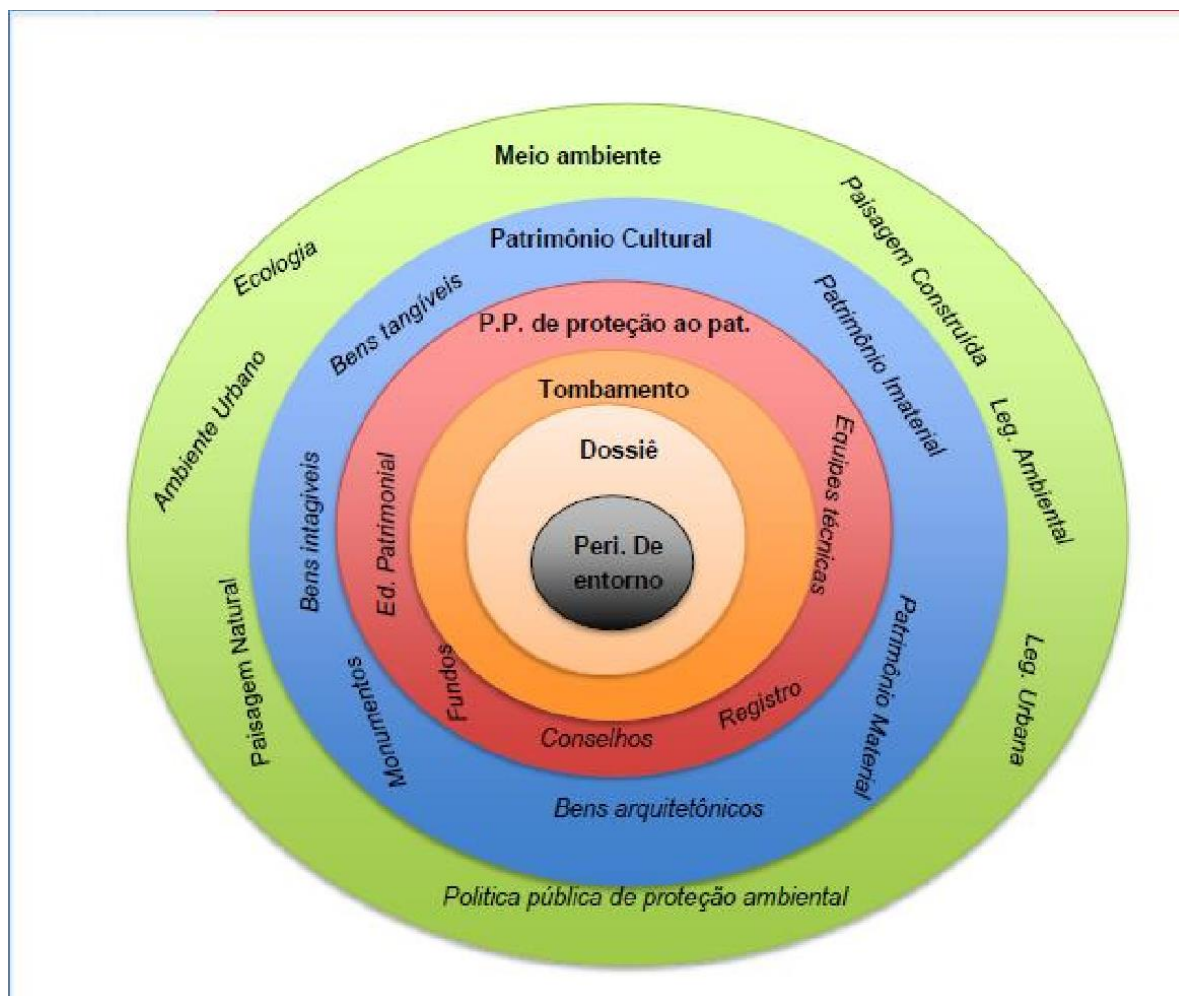 Meio ambiente
Paisagem Construída
Patrimônio Cultural
Ecologia
Bens tangíveis
Patrimônio Imaterial
P.P. de proteção ao pat.
Ambiente Urbano
Tombamento
Leg. Ambiental
Dossiê
Equipes técnicas
Bens intagiveis
Ed. Patrimonial
Peri. De
entorno
Paisagem Natural
Patrimônio Material
Leg. Urbana
Monumentos
Fundos
Registro
Conselhos
Bens arquitetônicos
Politica pública de proteção ambiental